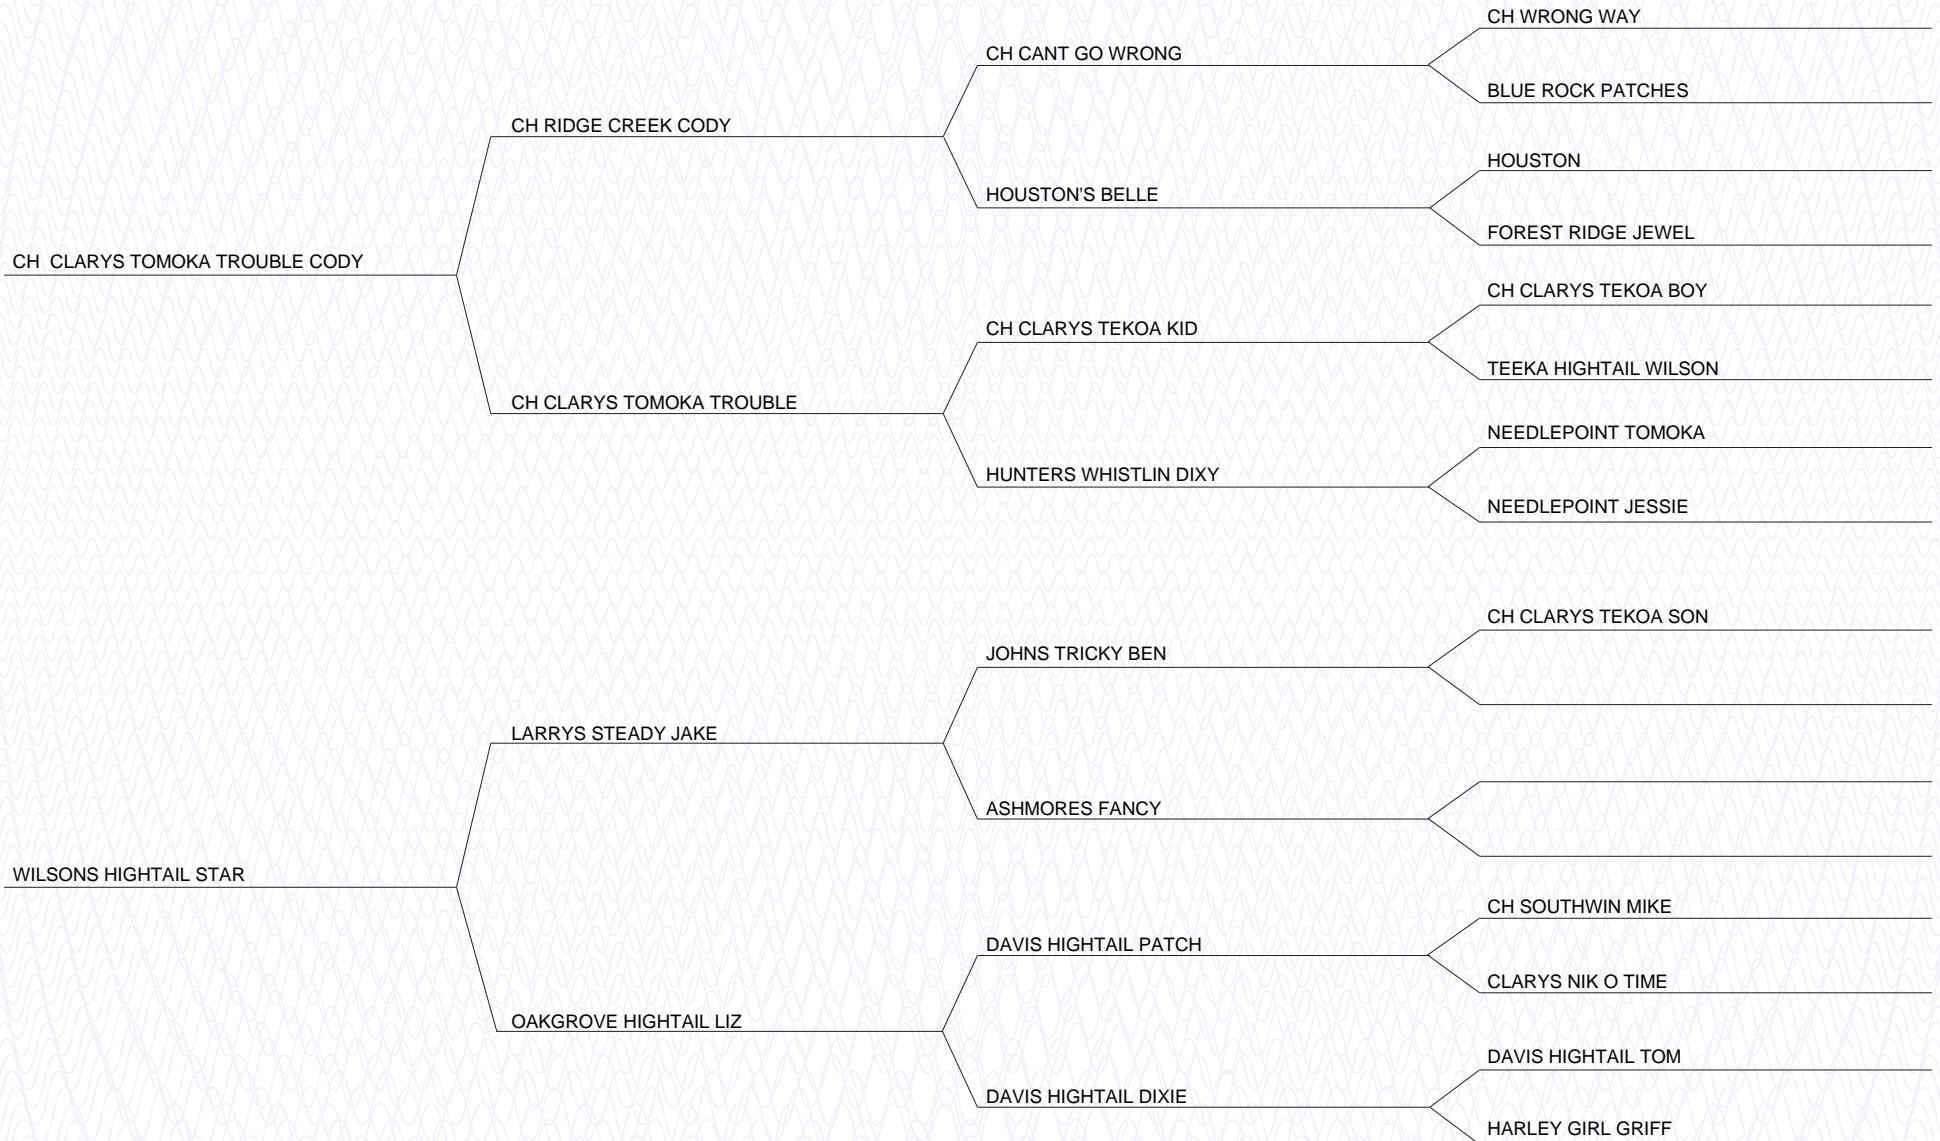 CH WRONG WAY
CH CANT GO WRONG
BLUE ROCK PATCHES
CH RIDGE CREEK CODY
HOUSTON
HOUSTON'S BELLE
FOREST RIDGE JEWEL
CH  CLARYS TOMOKA TROUBLE CODY
CH CLARYS TEKOA BOY
CH CLARYS TEKOA KID
TEEKA HIGHTAIL WILSON
CH CLARYS TOMOKA TROUBLE
NEEDLEPOINT TOMOKA
HUNTERS WHISTLIN DIXY
NEEDLEPOINT JESSIE
CH CLARYS TEKOA SON
JOHNS TRICKY BEN
LARRYS STEADY JAKE
ASHMORES FANCY
WILSONS HIGHTAIL STAR
CH SOUTHWIN MIKE
DAVIS HIGHTAIL PATCH
CLARYS NIK O TIME
OAKGROVE HIGHTAIL LIZ
DAVIS HIGHTAIL TOM
DAVIS HIGHTAIL DIXIE
HARLEY GIRL GRIFF